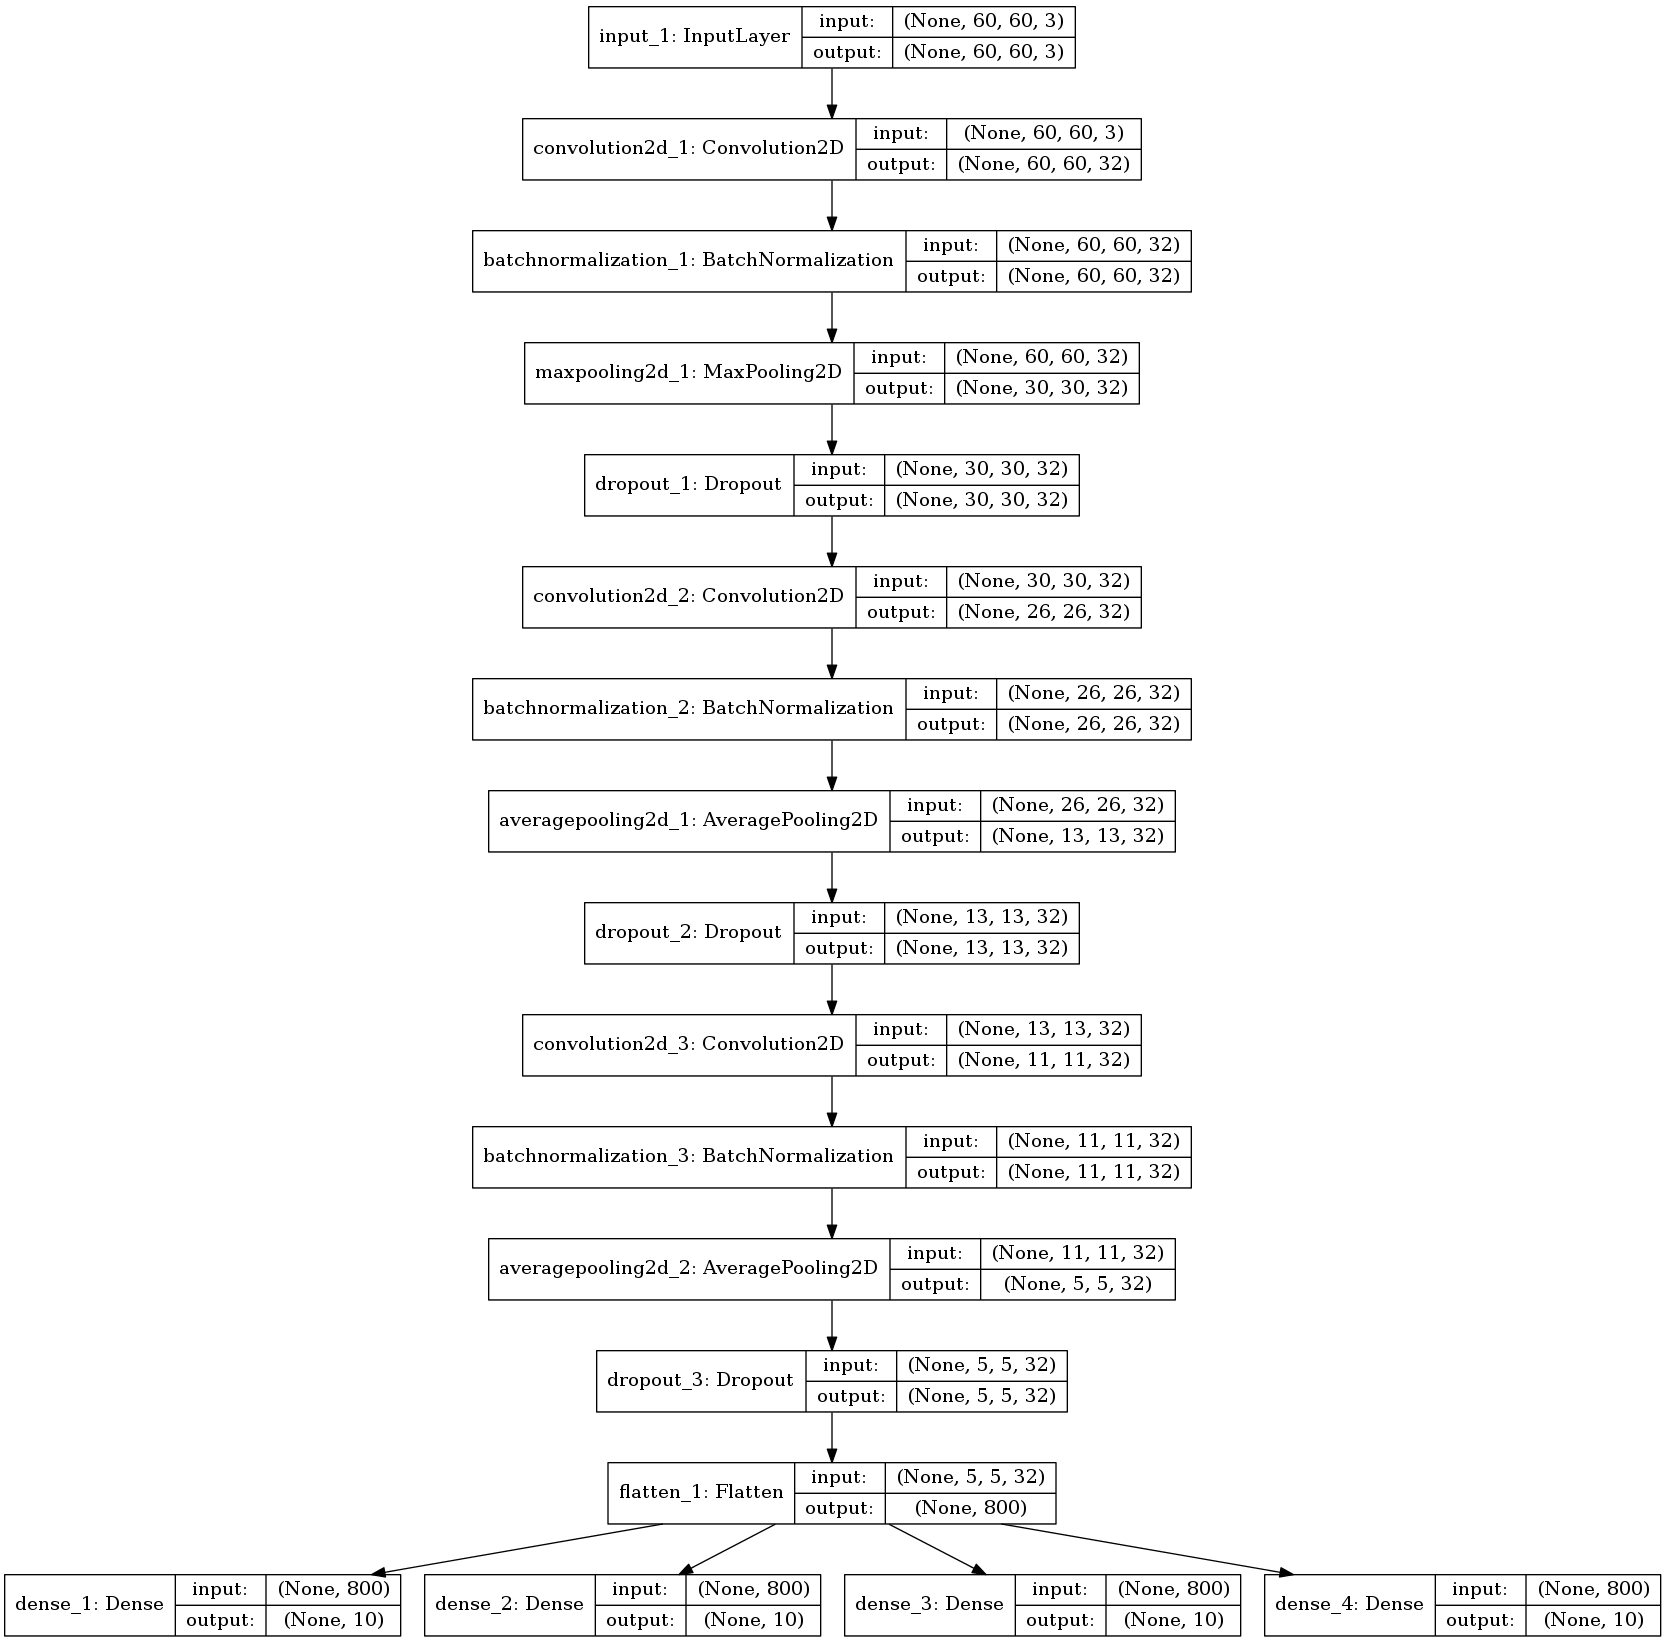 input_1: InputLayer input: (None, 60, 60, 3)
output: (None, 60, 60, 3)
convolution2d_1: Convolution2D input: (None, 60, 60, 3)
output: (None, 60, 60, 32)
batchnormalization_1: BatchNormalization input: (None, 60, 60, 32)
output: (None, 60, 60, 32)
maxpooling2d_1: MaxPooling2D input: (None, 60, 60, 32)
output: (None, 30, 30, 32)
dropout_1: Dropout input: (None, 30, 30, 32)
output: (None, 30, 30, 32)
convolution2d_2: Convolution2D input: (None, 30, 30, 32)
output: (None, 26, 26, 32)
batchnormalization_2: BatchNormalization input: (None, 26, 26, 32)
output: (None, 26, 26, 32)
averagepooling2d_1: AveragePooling2D input: (None, 26, 26, 32)
output: (None, 13, 13, 32)
dropout_2: Dropout input: (None, 13, 13, 32)
output: (None, 13, 13, 32)
convolution2d_3: Convolution2D input: (None, 13, 13, 32)
output: (None, 11, 11, 32)
batchnormalization_3: BatchNormalization input: (None, 11, 11, 32)
output: (None, 11, 11, 32)
averagepooling2d_2: AveragePooling2D input: (None, 11, 11, 32)
output: (None, 5, 5, 32)
dropout_3: Dropout input: (None, 5, 5, 32)
output: (None, 5, 5, 32)
flatten_1: Flatten input: (None, 5, 5, 32)
output: (None, 800)
dense_1: Dense input: (None, 800)
output: (None, 10)
dense_2: Dense input: (None, 800)
output: (None, 10)
dense_3: Dense input: (None, 800)
output: (None, 10)
dense_4: Dense input: (None, 800)
output: (None, 10)